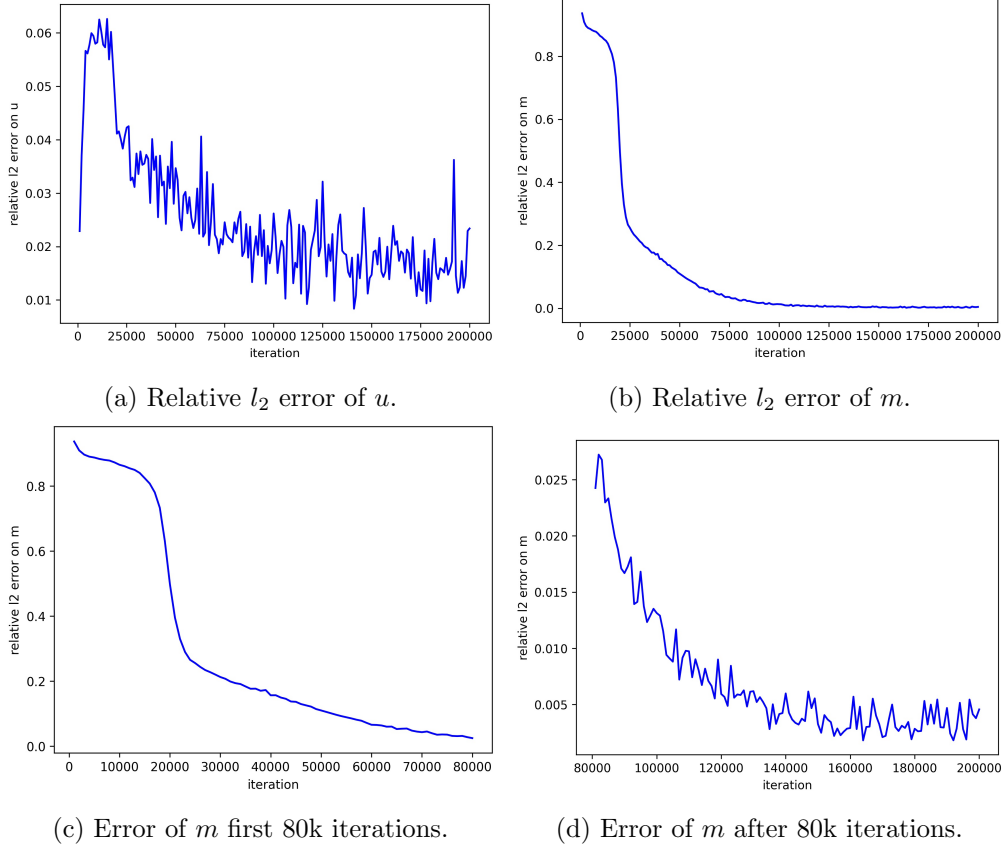 0.06
0.05
0.04
0.03
0.02
0.01
relative l2 error on u
0 25000 50000 75000 100000 125000 150000 175000 200000
iteration
(a) Relative l₂ error of u.
0.8
0.6
0.4
0.2
0.0
relative l2 error on m
0 25000 50000 75000 100000 125000 150000 175000 200000
iteration
(b) Relative l₂ error of m.
0.8
0.6
0.4
0.2
0.0
relative l2 error on m
0 10000 20000 30000 40000 50000 60000 70000 80000
iteration
(c) Error of m first 80k iterations.
0.025
0.020
0.015
0.010
0.005
relative l2 error on m
80000 100000 120000 140000 160000 180000 200000
iteration
(d) Error of m after 80k iterations.